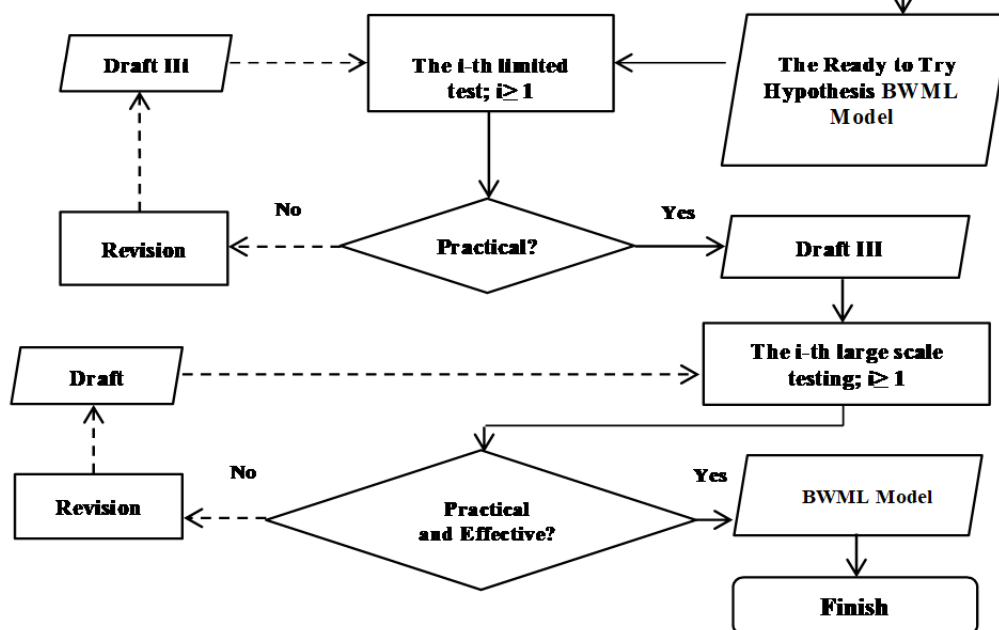 Draft IIi
The i-th limited
test; i≥ 1
The Ready to Try
Hypothesis BWML
Model
No
Yes
Revision
Practical?
Draft III
The i-th large scale
testing; i≥ 1
Draft
No
Yes
Revision
Practical
and Effective?
BWML Model
Finish